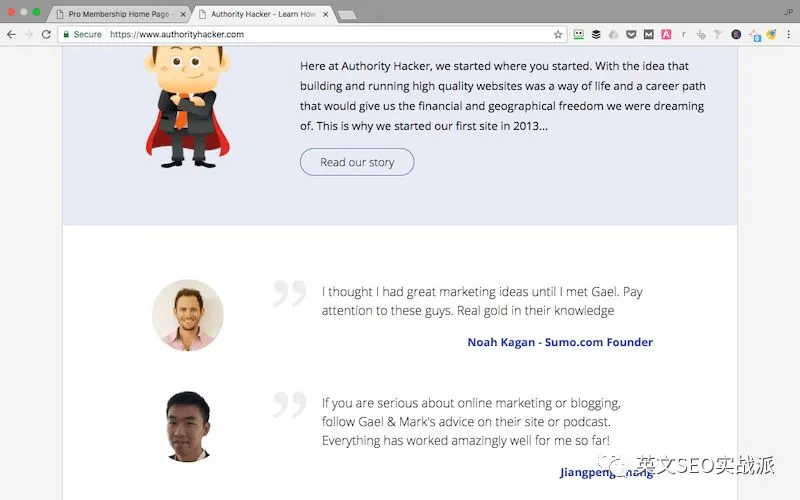 Pro Membership Home Page -
Authority Hacker - Learn How
JP
Secure
https://www.authorityhacker.com
Here at Authority Hacker, we started where you started. With the idea that
building and running high quality websites was a way of life and a career path
that would give us the financial and geographical freedom we were dreaming
of. This is why we started our first site in 2013...
Read our story
I thought I had great marketing ideas until I met Gael. Pay
attention to these guys. Real gold in their knowledge
Noah Kagan - Sumo.com Founder
If you are serious about online marketing or blogging,
follow Gael & Mark's advice on their site or podcast.
Everything has worked amazingly well for me so far!
英文SEO实战派